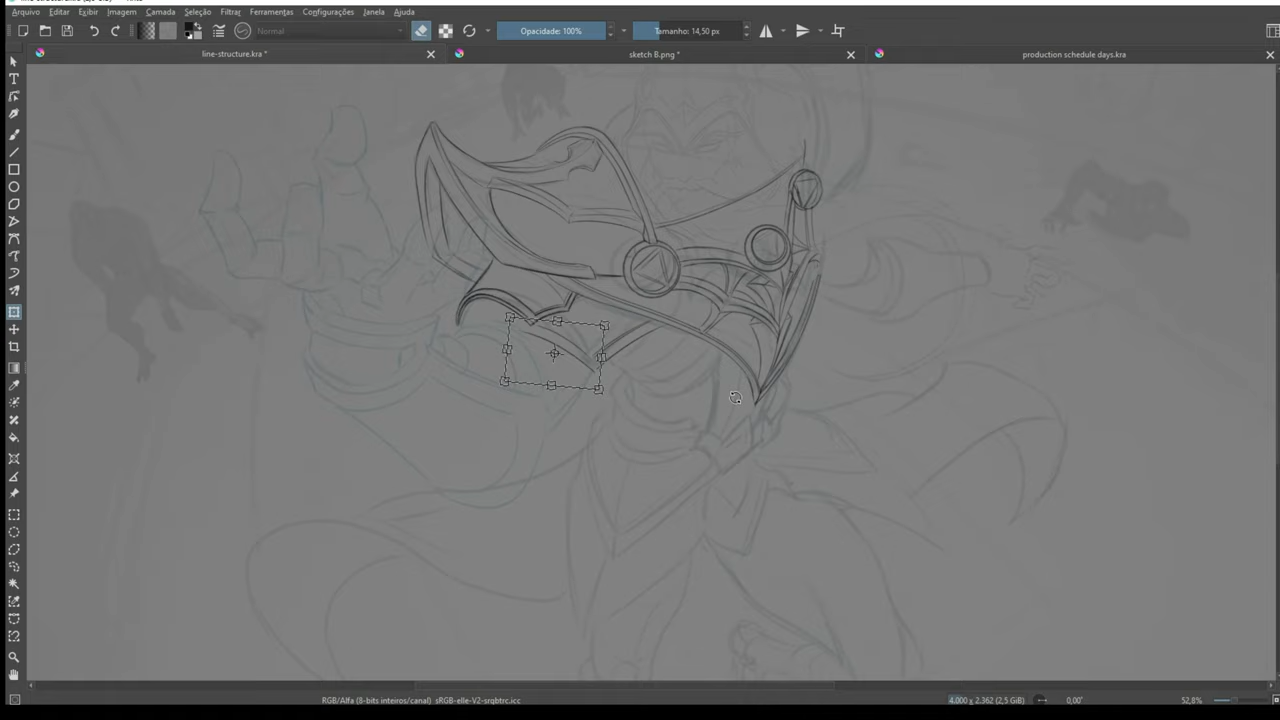 Arquivo Editar Exibir Imagem Camada Seleção Filtrar Ferramentas Configurações Janela Ajuda
Normal Opacidade: 100% Tamanho: 14,50 px
line-structure.kra * sketch B.png * production schedule days.kra
RGB/Alfa (8-bits inteiros/canal) sRGB-elle-V2-srgbtrc.icc 4.000 x 2.362 (2,5 GiB) 0,00° 52,8%